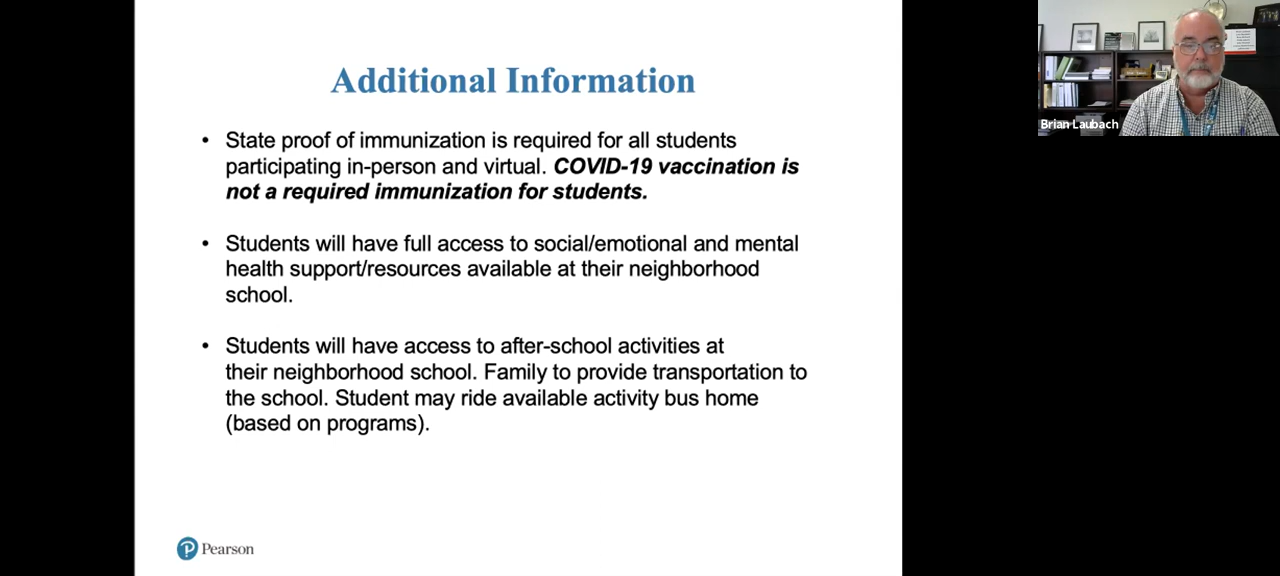 Additional Information
• State proof of immunization is required for all students
participating in-person and virtual. COVID-19 vaccination is
not a required immunization for students.
• Students will have full access to social/emotional and mental
health support/resources available at their neighborhood
school.
• Students will have access to after-school activities at
their neighborhood school. Family to provide transportation to
the school. Student may ride available activity bus home
(based on programs).
P Pearson
Brian Laubach